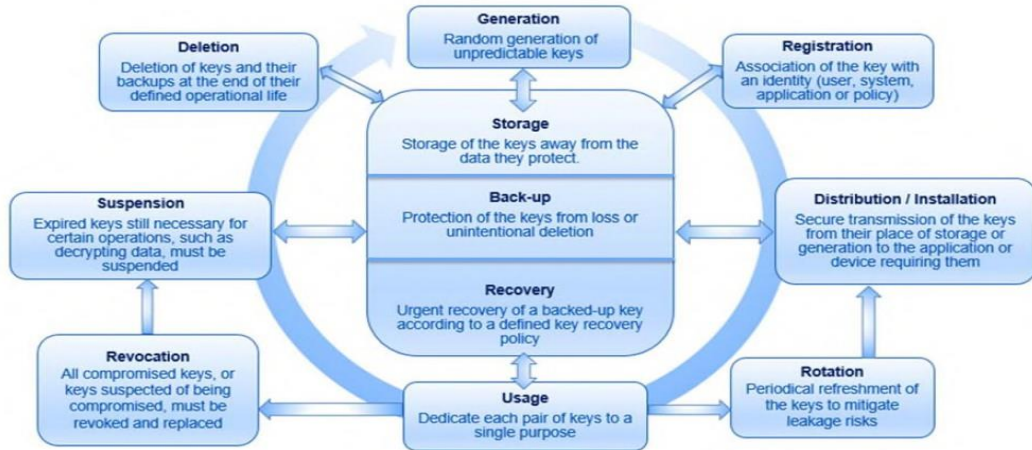 Generation
Random generation of
unpredictable keys
Deletion
Deletion of keys and their
backups at the end of their
defined operational life
Registration
Association of the key with
an identity (user, system,
application or policy)
Storage
Storage of the keys away from the
data they protect.
Back-up
Protection of the keys from loss or
unintentional deletion
Recovery
Urgent recovery of a backed-up key
according to a defined key recovery
policy
Suspension
Expired keys still necessary for
certain operations, such as
decrypting data, must be
suspended
Distribution / Installation
Secure transmission of the keys
from their place of storage or
generation to the application or
device requiring them
Revocation
All compromised keys, or
keys suspected of being
compromised, must be
revoked and replaced
Usage
Dedicate each pair of keys to a
single purpose
Rotation
Periodical refreshment of
the keys to mitigate
leakage risks